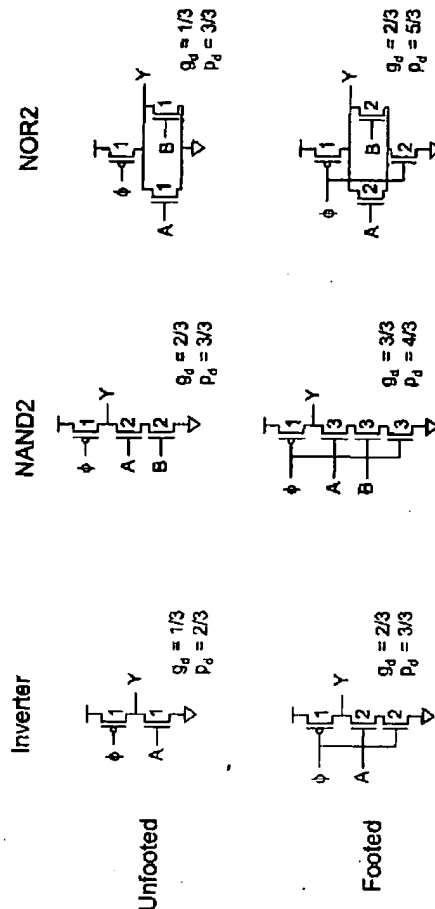 Inverter
NAND2
NOR2
Unfooted
ϕ
1
Y
A
1
g_d = 1/3
p_d = 2/3
ϕ
1
Y
A
2
B
2
g_d = 2/3
p_d = 3/3
ϕ
1
Y
A
1
B
1
g_d = 1/3
p_d = 3/3
Footed
ϕ
1
Y
A
2
2
g_d = 2/3
p_d = 3/3
ϕ
1
Y
A
3
B
3
3
g_d = 3/3
p_d = 4/3
ϕ
1
Y
A
2
B
2
2
g_d = 2/3
p_d = 5/3